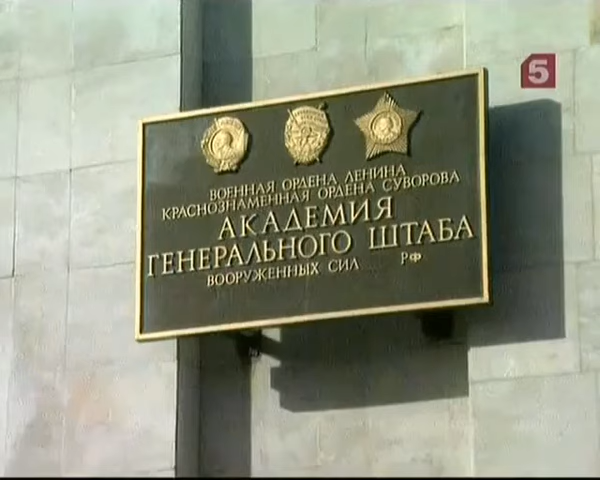 5
ВОЕННАЯ ОРДЕНА ЛЕНИНА
КРАСНОЗНАМЕННАЯ ОРДЕНА СУВОРОВА
АКАДЕМИЯ
ГЕНЕРАЛЬНОГО ШТАБА
ВООРУЖЕННЫХ СИЛ РФ